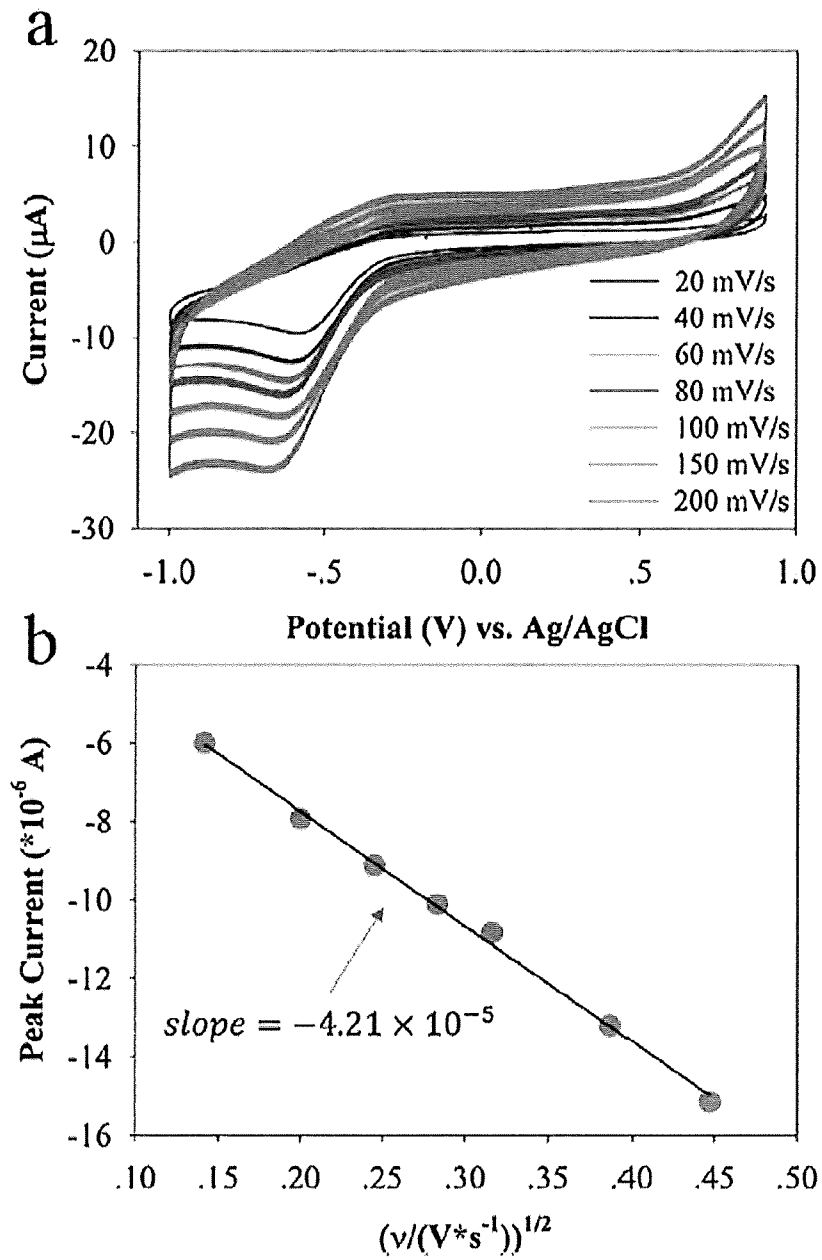 a
20
10
0
-10
-20
-30
Current (µA)
20 mV/s
40 mV/s
60 mV/s
80 mV/s
100 mV/s
150 mV/s
200 mV/s
-1.0 -.5 0.0 .5 1.0
Potential (V) vs. Ag/AgCl
b
-4
-6
-8
-10
-12
-14
-16
Peak Current (*10⁻⁶ A)
slope = −4.21 × 10⁻⁵
.10 .15 .20 .25 .30 .35 .40 .45 .50
(ν/(V*s⁻¹))¹/²